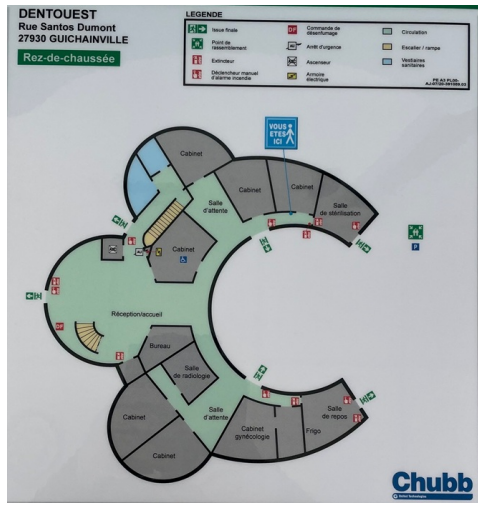 DENTOUEST
Rue Santos Dumont
27930 GUICHAINVILLE
Rez-de-chaussée
LEGENDE
Issue finale
Point de
rassemblement
Extincteur
Déclencheur manuel
d'alarme incendie
DF
Commande de
désenfumage
Arrêt d'urgence
Ascenseur
Armoire
électrique
Circulation
Escalier / rampe
Vestiaires
sanitaires
VOUS
ETES
ICI
Cabinet
Cabinet
Cabinet
Salle
de stérilisation
Salle
d'attente
Cabinet
P
Réception/accueil
DF
Bureau
Salle
de radiologie
Salle
d'attente
Cabinet
Cabinet
Cabinet
gynécologie
Frigo
Salle
de repos
Chubb